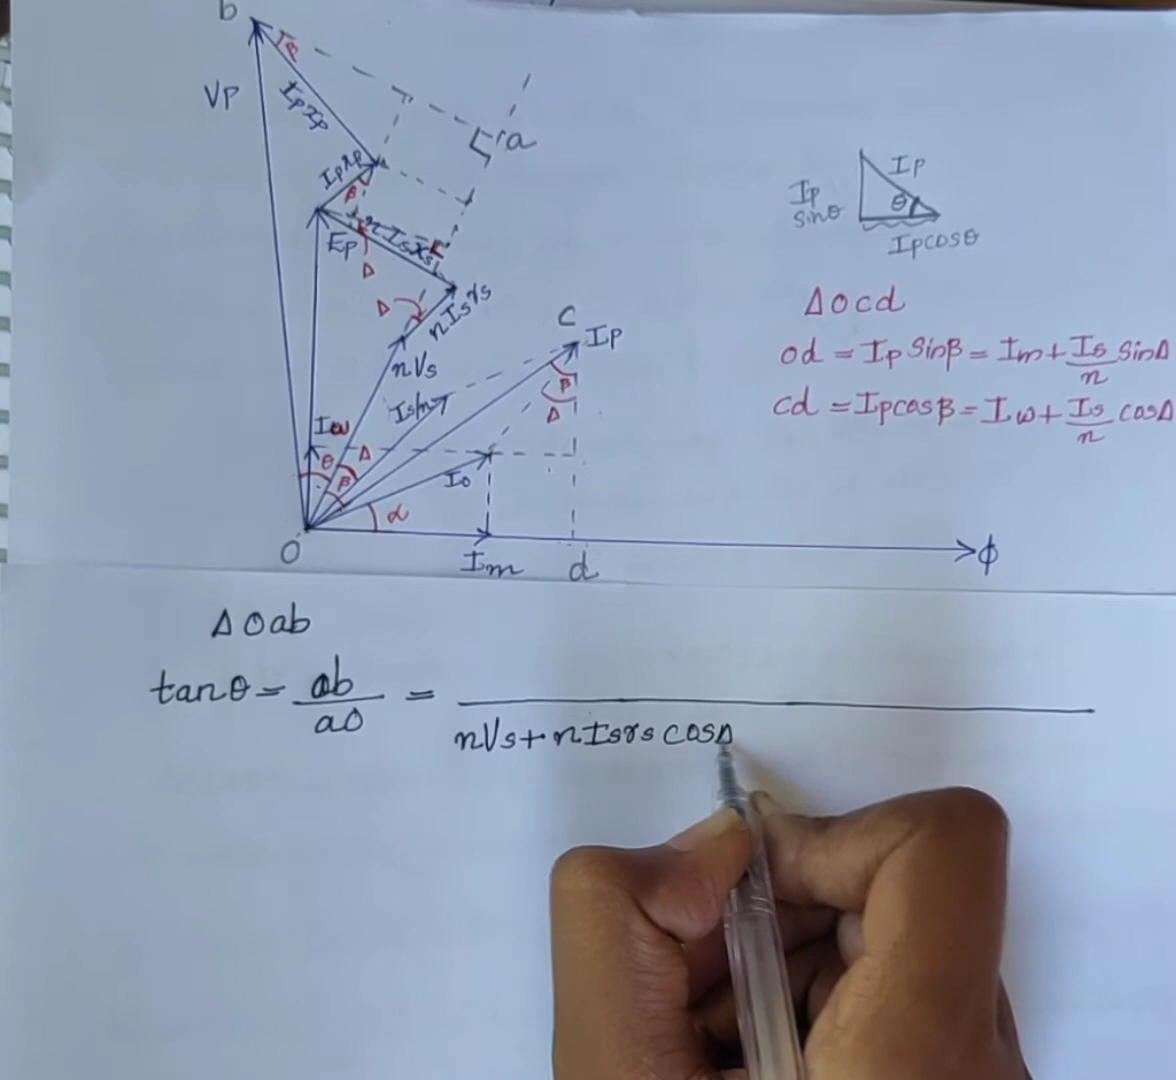 b
VP
β
IpXp
a
Iprp
β
Ep
nIsXs
Δ
Δ
nIsrs
nVs
C
Ip
Is/n
β
Δ
Iω
θ
Δ
β
Io
α
O
Im
d
ϕ
Ip
Ip sinθ
θ
Ipcosθ
Δocd
od = Ip Sinβ = Im + Is/n SinΔ
cd = Ipcosβ = Iω + Is/n cosΔ
ΔOab
tanθ = ab/ao =
nVs + nIsrs cosΔ